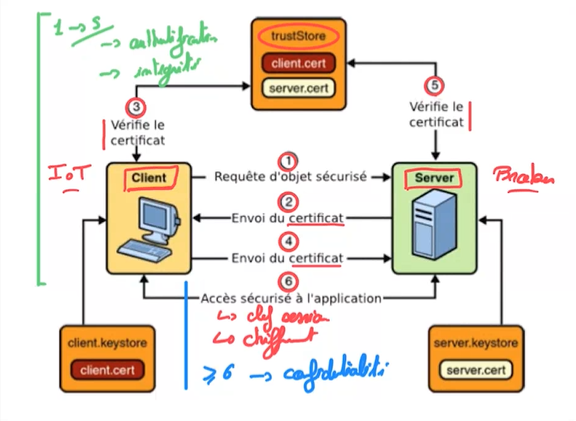 1 → 5
→ authentification
→ intégrité
trustStore
client.cert
server.cert
3
Vérifie le
certificat
5
Vérifie le
certificat
IoT
Client
1
Requête d'objet sécurisé
Server
Broker
2
Envoi du certificat
4
Envoi du certificat
6
Accès sécurisé à l'application
↳ clef session
↳ chiffrement
client.keystore
client.cert
server.keystore
server.cert
⩾ 6 → confidentialité